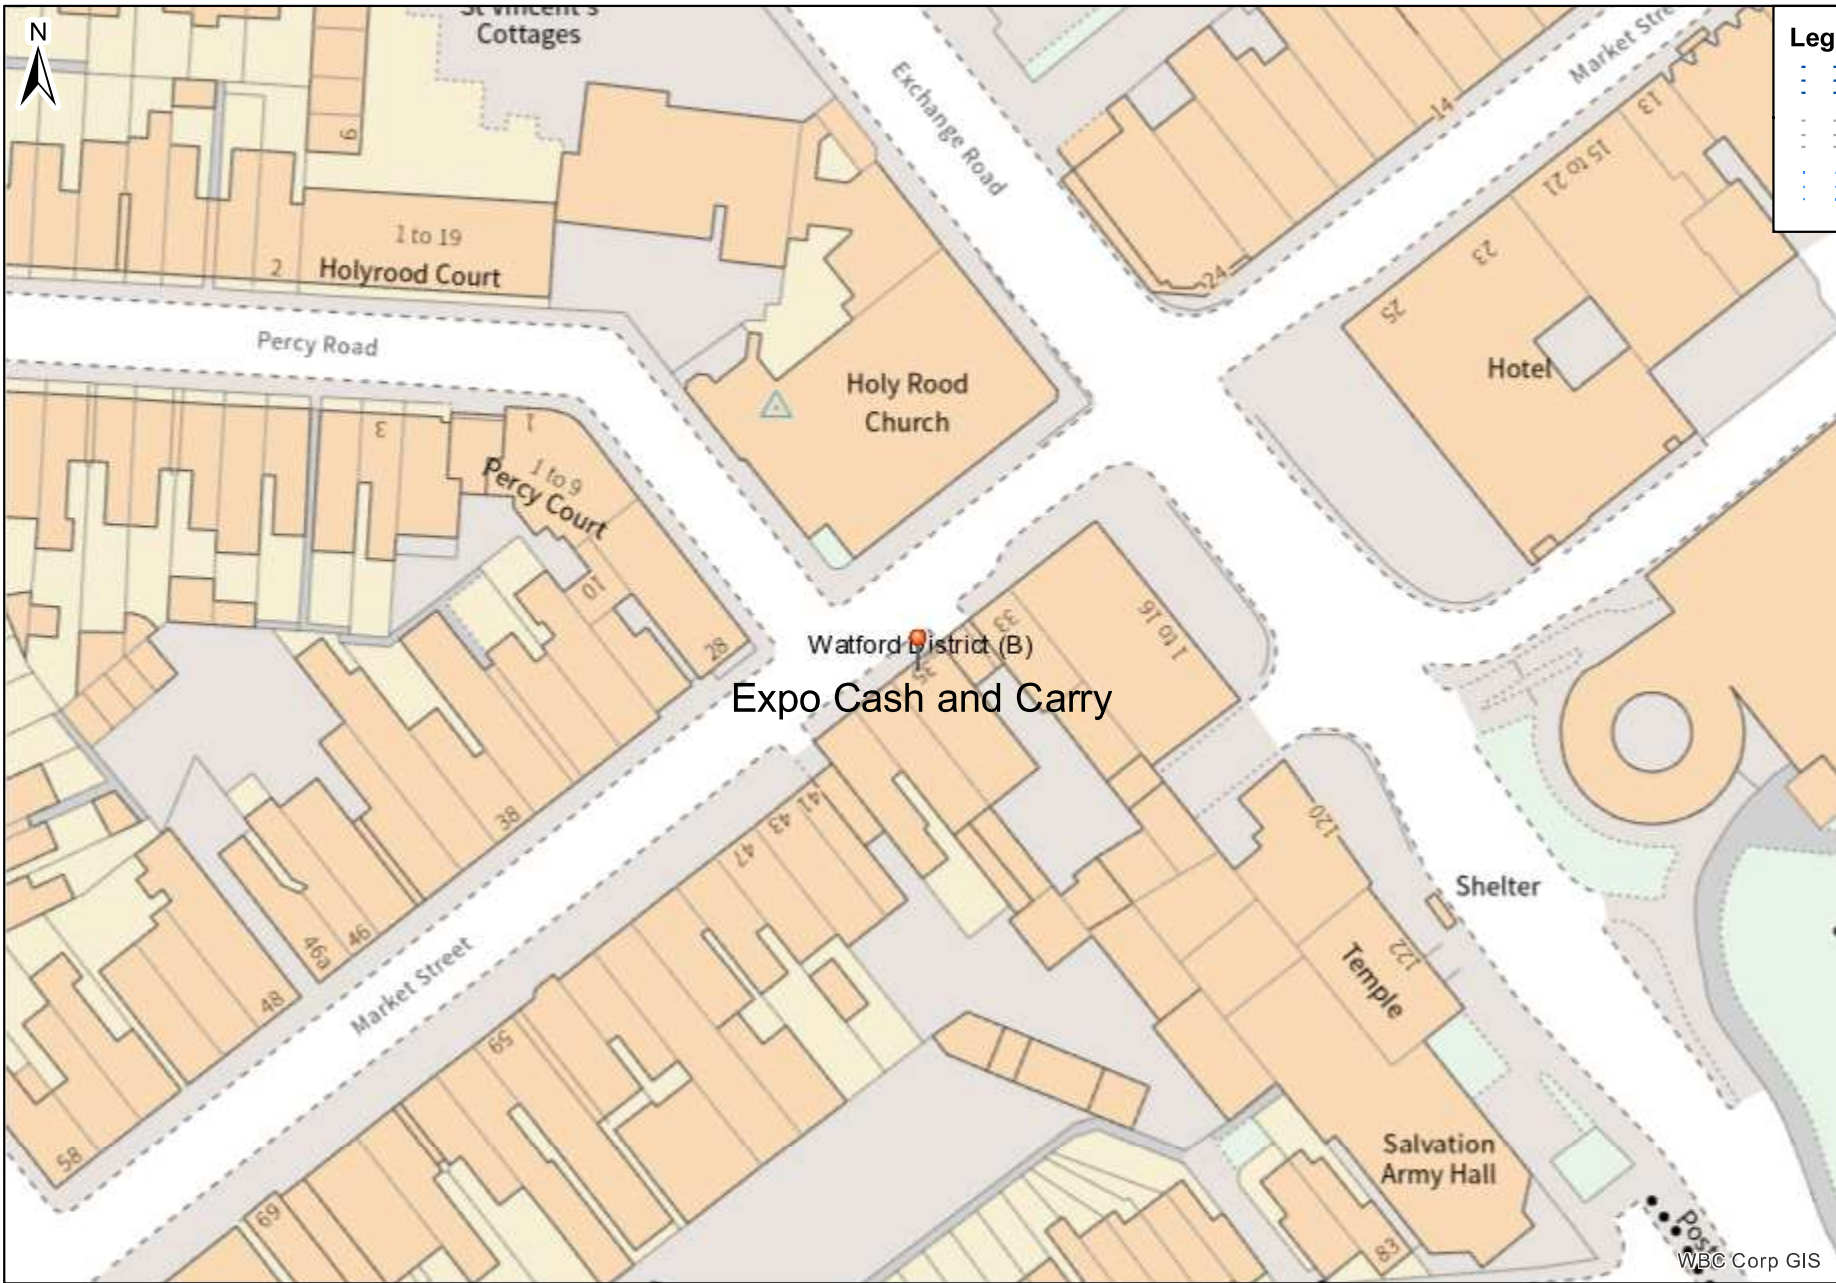 N
St Vincent's
Cottages
Exchange Road
Market Stre
Leg
6
14
13
15 to 21
1 to 19
2
Holyrood Court
24
23
25
Percy Road
Hotel
Holy Rood
Church
3
1
1 to 9
Percy Court
10
28
33
1 to 16
Watford District (B)
35
Expo Cash and Carry
38
41
43
47
120
Shelter
46
46a
122
Temple
48
Market Street
59
58
Salvation
Army Hall
69
83
Post
WBC Corp GIS